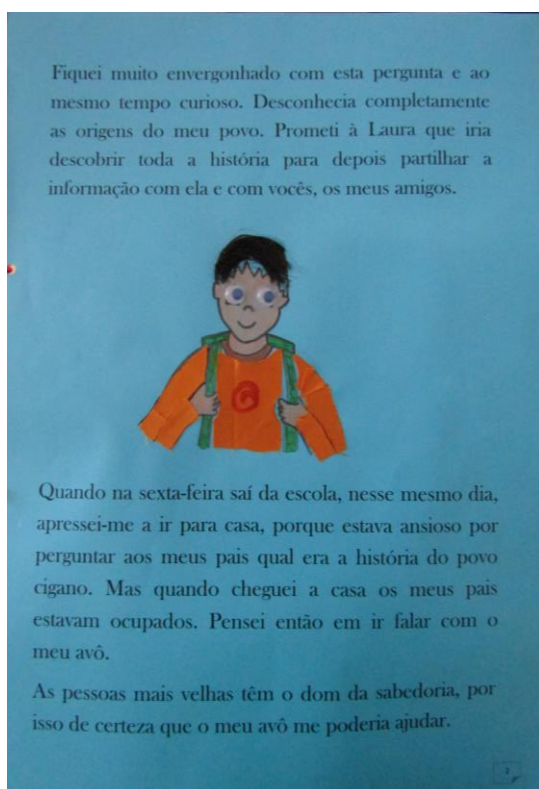 Fiquei muito envergonhado com esta pergunta e ao
mesmo tempo curioso. Desconhecia completamente
as origens do meu povo. Prometi à Laura que iria
descobrir toda a história para depois partilhar a
informação com ela e com vocês, os meus amigos.
Quando na sexta-feira saí da escola, nesse mesmo dia,
apressei-me a ir para casa, porque estava ansioso por
perguntar aos meus pais qual era a história do povo
cigano. Mas quando cheguei a casa os meus pais
estavam ocupados. Pensei então em ir falar com o
meu avô.
As pessoas mais velhas têm o dom da sabedoria, por
isso de certeza que o meu avô me poderia ajudar.